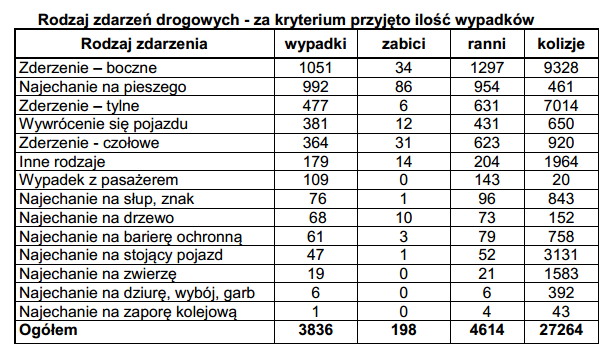 Rodzaj zdarzeń drogowych - za kryterium przyjęto ilość wypadków
Rodzaj zdarzenia wypadki zabici ranni kolizje
Zderzenie – boczne 1051 34 1297 9328
Najechanie na pieszego 992 86 954 461
Zderzenie – tylne 477 6 631 7014
Wywrócenie się pojazdu 381 12 431 650
Zderzenie - czołowe 364 31 623 920
Inne rodzaje 179 14 204 1964
Wypadek z pasażerem 109 0 143 20
Najechanie na słup, znak 76 1 96 843
Najechanie na drzewo 68 10 73 152
Najechanie na barierę ochronną 61 3 79 758
Najechanie na stojący pojazd 47 1 52 3131
Najechanie na zwierzę 19 0 21 1583
Najechanie na dziurę, wybój, garb 6 0 6 392
Najechanie na zaporę kolejową 1 0 4 43
Ogółem 3836 198 4614 27264